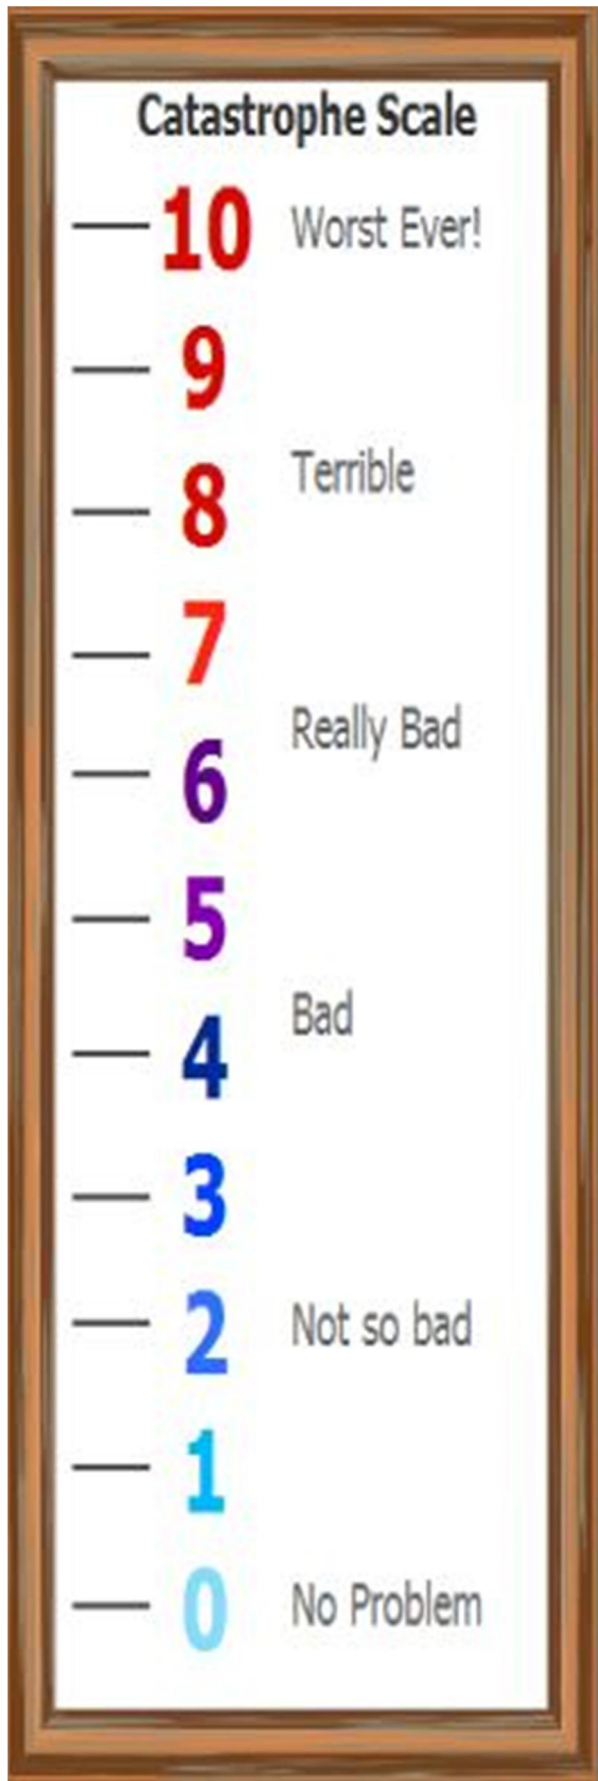 Catastrophe Scale
10 Worst Ever!
9
Terrible
8
7
Really Bad
6
5
Bad
4
3
2 Not so bad
1
0 No Problem